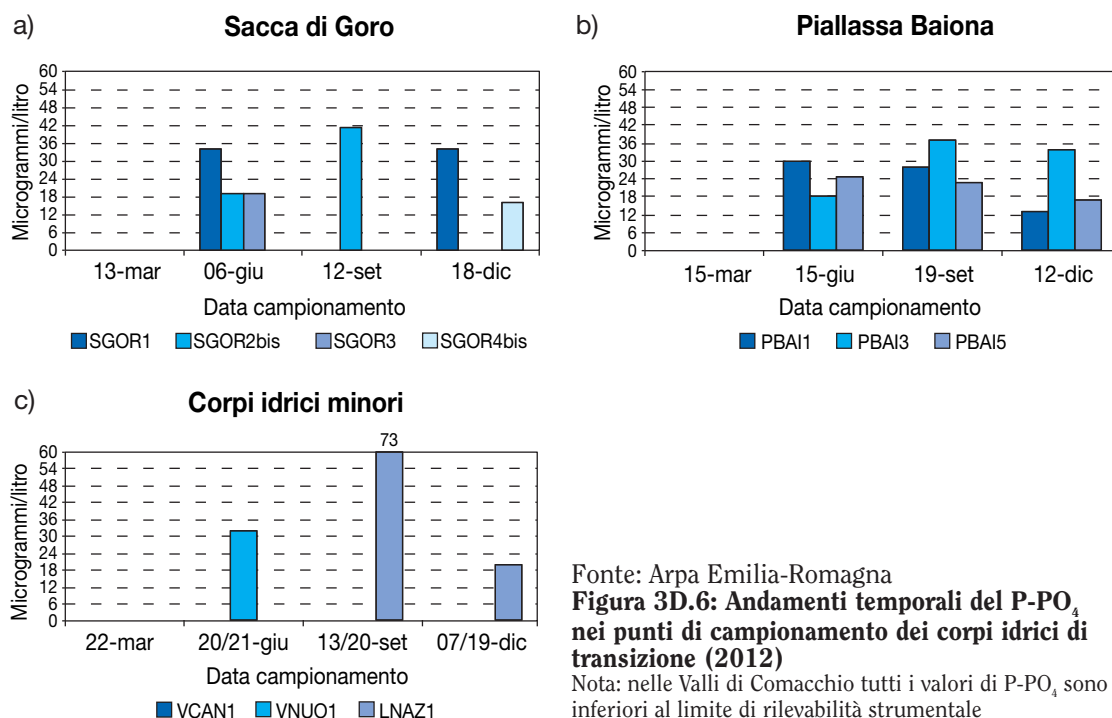 a)
Sacca di Goro
Microgrammi/litro
60
54
48
42
36
30
24
18
12
6
0
13-mar 06-giu 12-set 18-dic
Data campionamento
SGOR1 SGOR2bis SGOR3 SGOR4bis
b)
Piallassa Baiona
Microgrammi/litro
60
54
48
42
36
30
24
18
12
6
0
15-mar 15-giu 19-set 12-dic
Data campionamento
PBAI1 PBAI3 PBAI5
c)
Corpi idrici minori
73
Microgrammi/litro
60
54
48
42
36
30
24
18
12
6
0
22-mar 20/21-giu 13/20-set 07/19-dic
Data campionamento
VCAN1 VNUO1 LNAZ1
Fonte: Arpa Emilia-Romagna
Figura 3D.6: Andamenti temporali del P-PO₄
nei punti di campionamento dei corpi idrici di
transizione (2012)
Nota: nelle Valli di Comacchio tutti i valori di P-PO₄ sono
inferiori al limite di rilevabilità strumentale